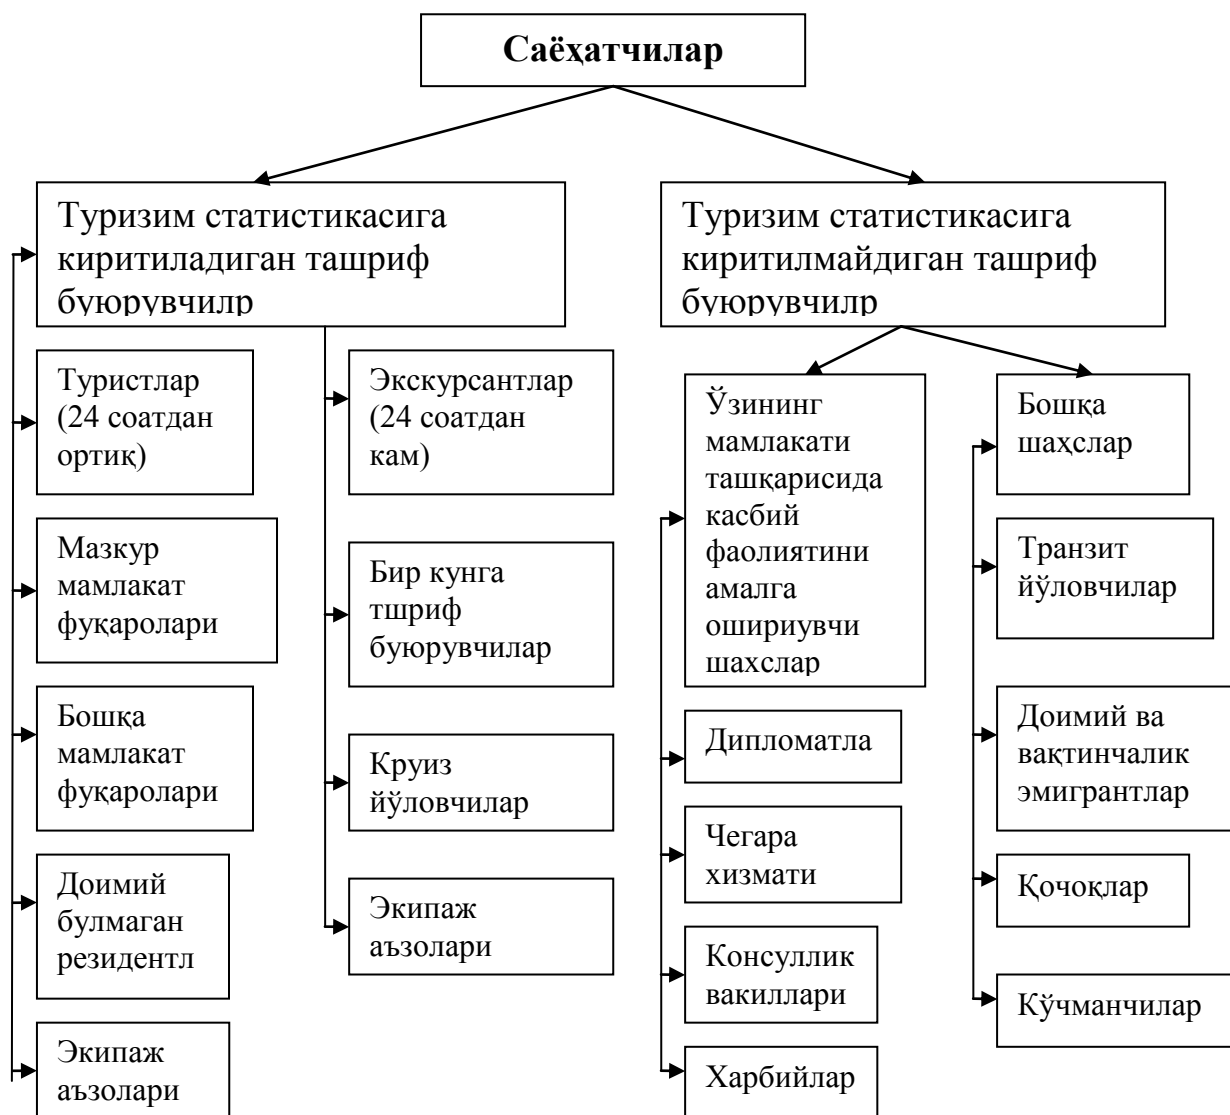 Саёҳатчилар
Туризим статистикасига
киритиладиган ташриф
буюрувчилр
Туризим статистикасига
киритилмайдиган ташриф
буюрувчилр
Туристлар
(24 соатдан
ортиқ)
Мазкур
мамлакат
фуқаролари
Бошқа
мамлакат
фуқаролари
Доимий
булмаган
резидентл
Экипаж
аъзолари
Экскурсантлар
(24 соатдан
кам)
Бир кунга
тшриф
буюрувчилар
Круиз
йўловчилар
Экипаж
аъзолари
Ўзининг
мамлакати
ташқарисида
касбий
фаолиятини
амалга
ошириувчи
шахслар
Дипломатла
Чегара
хизмати
Консуллик
вакиллари
Харбийлар
Бошқа
шаҳслар
Транзит
йўловчилар
Доимий ва
вақтинчалик
эмигрантлар
Қочоқлар
Кўчманчилар